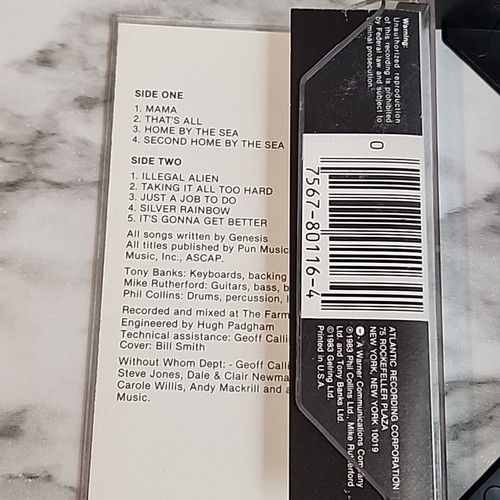 SIDE ONE
1. MAMA
2. THAT'S ALL
3. HOME BY THE SEA
4. SECOND HOME BY THE SEA
SIDE TWO
1. ILLEGAL ALIEN
2. TAKING IT ALL TOO HARD
3. JUST A JOB TO DO
4. SILVER RAINBOW
5. IT'S GONNA GET BETTER
All songs written by Genesis
All titles published by Pun Music
Music, Inc., ASCAP.
Tony Banks: Keyboards, backing
Mike Rutherford: Guitars, bass, b
Phil Collins: Drums, percussion, l
Recorded and mixed at The Farm
Engineered by Hugh Padgham
Technical assistance: Geoff Calli
Cover: Bill Smith
Without Whom Dept: - Geoff Calli
Steve Jones, Dale & Clair Newma
Carole Willis, Andy Mackrill and a
Music.
Warning:
Unauthorized reproduction
of this recording is prohibited
by Federal law and subject to
criminal prosecution.
0
7567-80116-4
ATLANTIC RECORDING CORPORATION
75 ROCKEFELLER PLAZA
NEW YORK, NEW YORK 10019
A Warner Communications Company
℗1983 Phil Collins Ltd., Mike Rutherford
Ltd. and Tony Banks Ltd.
©1983 Gelring Ltd.
Printed in U.S.A.